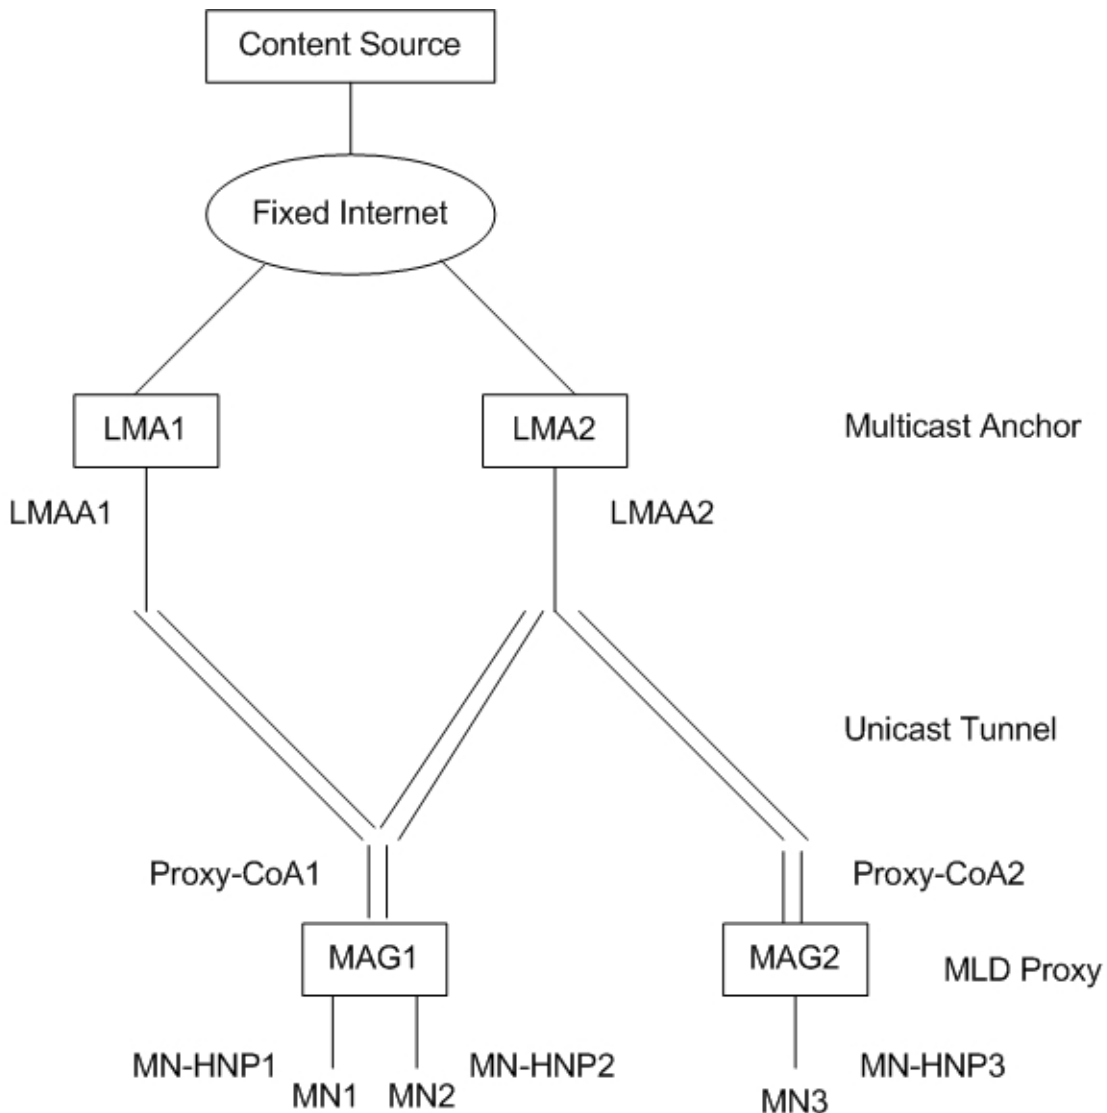 Content Source
Fixed Internet
LMA1
LMA2
Multicast Anchor
LMAA1
LMAA2
Unicast Tunnel
Proxy-CoA1
Proxy-CoA2
MAG1
MAG2
MLD Proxy
MN-HNP1
MN-HNP2
MN-HNP3
MN1
MN2
MN3